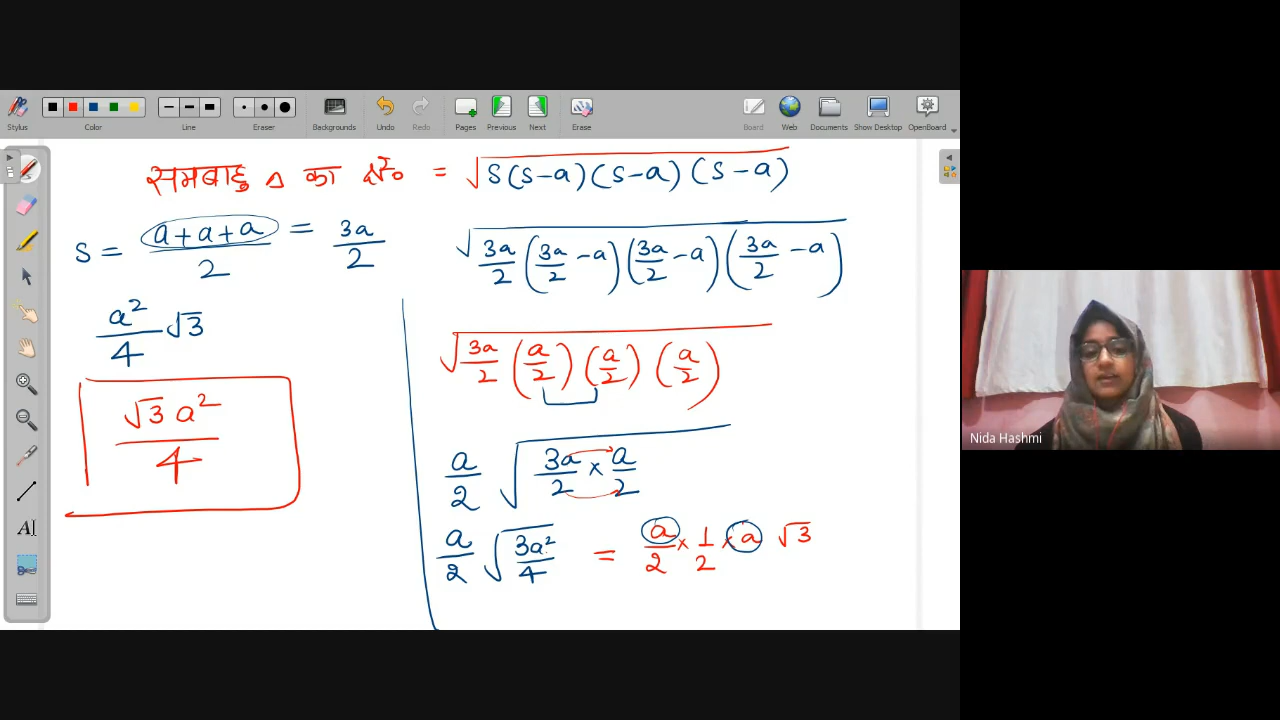 Stylus Color Line Eraser Backgrounds Undo Redo Pages Previous Next Erase Board Web Documents Show Desktop OpenBoard
समबाहु △ का क्षे० = √S(S-a)(S-a)(S-a)
S = a+a+a/2 = 3a/2
√3a/2(3a/2-a)(3a/2-a)(3a/2-a)
a²/4 √3
√3 a²/4
√3a/2(a/2)(a/2)(a/2)
a/2 √3a/2 × a/2
a/2 √3a²/4 = a/2 × 1/2 × a √3
Nida Hashmi